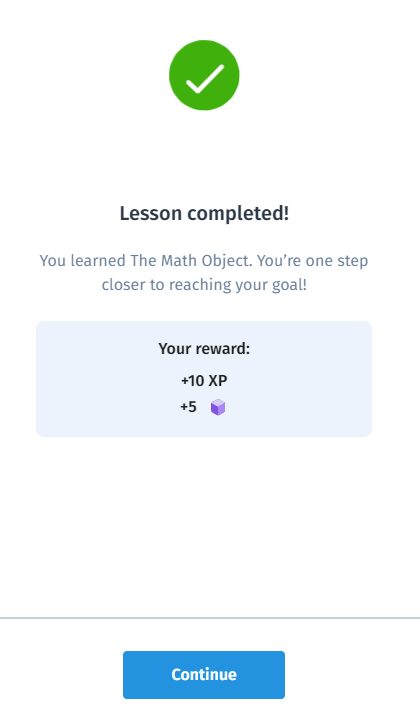 Lesson completed!
You learned The Math Object. You’re one step
closer to reaching your goal!
Your reward:
+10 XP
+5
Continue